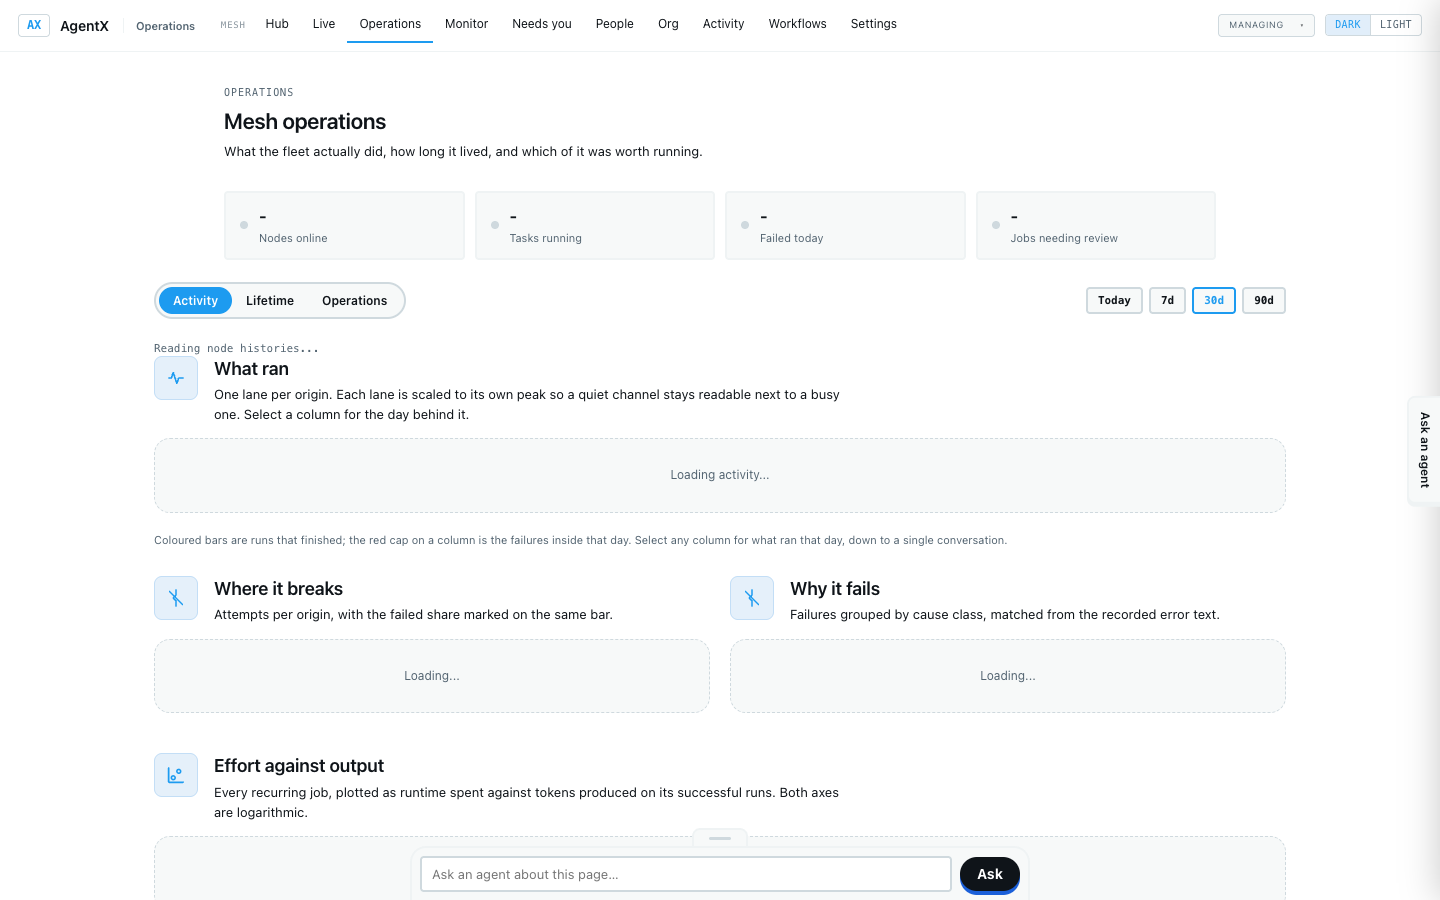 AX AgentX Operations MESH Hub Live Operations Monitor Needs you People Org Activity Workflows Settings MANAGING DARK LIGHT
OPERATIONS
Mesh operations
What the fleet actually did, how long it lived, and which of it was worth running.
- - - -
Nodes online Tasks running Failed today Jobs needing review
Activity Lifetime Operations Today 7d 30d 90d
Reading node histories...
What ran
One lane per origin. Each lane is scaled to its own peak so a quiet channel stays readable next to a busy
one. Select a column for the day behind it.
Ask an agent
Loading activity...
Coloured bars are runs that finished; the red cap on a column is the failures inside that day. Select any column for what ran that day, down to a single conversation.
Where it breaks
Attempts per origin, with the failed share marked on the same bar.
Loading...
Why it fails
Failures grouped by cause class, matched from the recorded error text.
Loading...
Effort against output
Every recurring job, plotted as runtime spent against tokens produced on its successful runs. Both axes
are logarithmic.
Ask an agent about this page... Ask